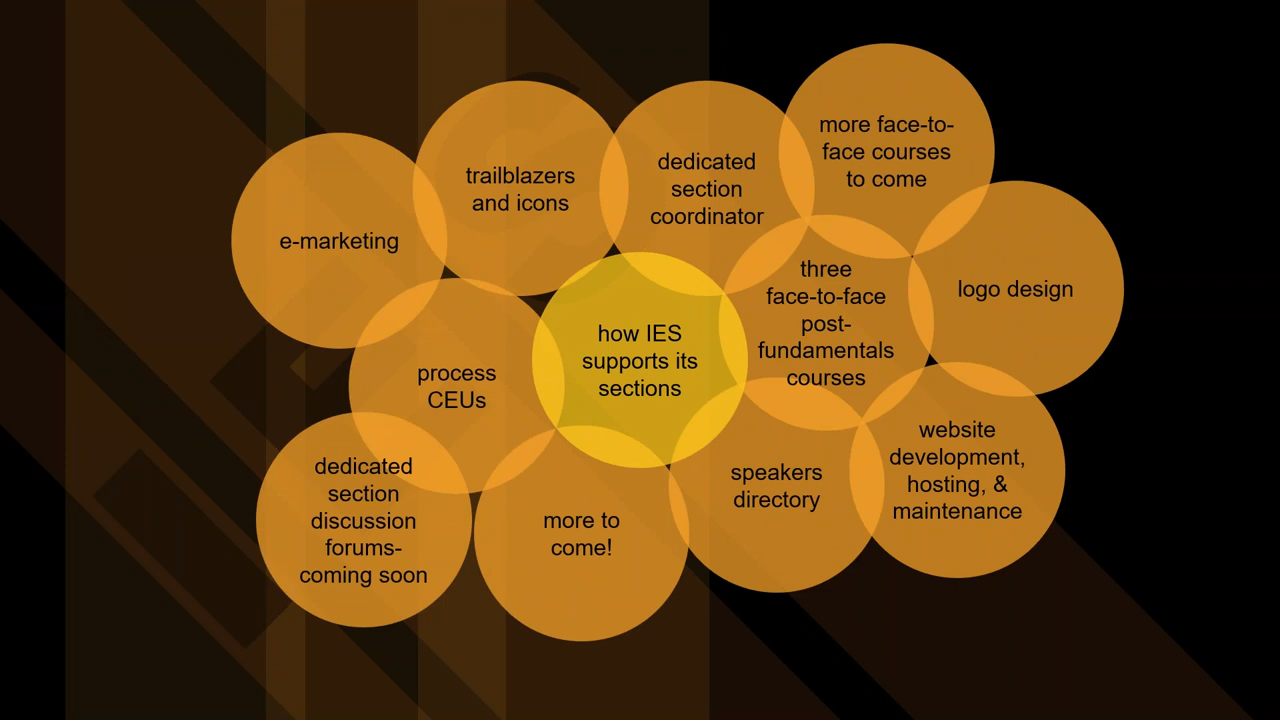 more face-to-
face courses
to come
trailblazers
and icons
dedicated
section
coordinator
e-marketing
three
face-to-face
post-
fundamentals
courses
logo design
how IES
supports its
sections
process
CEUs
website
development,
hosting, &
maintenance
dedicated
section
discussion
forums-
coming soon
speakers
directory
more to
come!